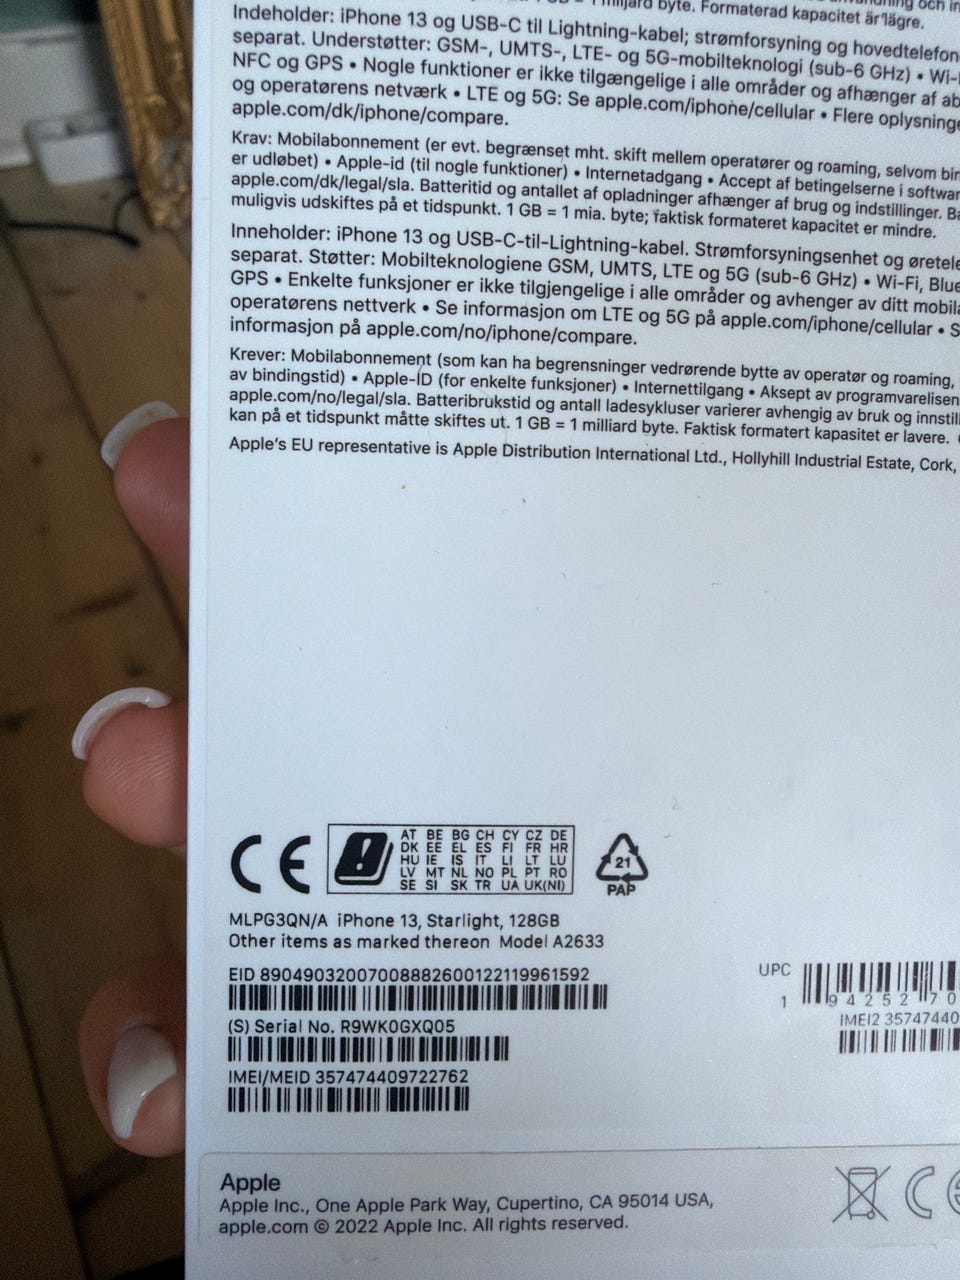 1 miljard byte. Formaterad kapacitet är lägre.
Indeholder: iPhone 13 og USB-C til Lightning-kabel; strømforsyning og hovedtelefon
separat. Understøtter: GSM-, UMTS-, LTE- og 5G-mobilteknologi (sub-6 GHz) • Wi-
NFC og GPS • Nogle funktioner er ikke tilgængelige i alle områder og afhænger af
og operatørens netværk • LTE og 5G: Se apple.com/iphone/cellular • Flere oplysninge
apple.com/dk/iphone/compare.
Krav: Mobilabonnement (er evt. begrænset mht. skift mellem operatører og roaming, selvom
er udløbet) • Apple-id (til nogle funktioner) • Internetadgang • Accept af betingelserne i softwar
apple.com/dk/legal/sla. Batteritid og antallet af opladninger afhænger af brug og indstillinger.
muligvis udskiftes på et tidspunkt. 1 GB = 1 mia. byte; faktisk formateret kapacitet er mindre.
Inneholder: iPhone 13 og USB-C-til-Lightning-kabel. Strømforsyningsenhet og øretele
separat. Støtter: Mobilteknologiene GSM, UMTS, LTE og 5G (sub-6 GHz) • Wi-Fi, Blue
GPS • Enkelte funksjoner er ikke tilgjengelige i alle områder og avhenger av ditt mobila
operatørens nettverk • Se informasjon om LTE og 5G på apple.com/iphone/cellular • S
informasjon på apple.com/no/iphone/compare.
Krever: Mobilabonnement (som kan ha begrensninger vedrørende bytte av operatør og roaming,
av bindingstid) • Apple-ID (for enkelte funksjoner) • Internettilgang • Aksept av programvarelisen
apple.com/no/legal/sla. Batteribrukstid og antall ladesykluser varierer avhengig av bruk og innstil
kan på et tidspunkt måtte skiftes ut. 1 GB = 1 milliard byte. Faktisk formatert kapasitet er lavere.
Apple's EU representative is Apple Distribution International Ltd., Hollyhill Industrial Estate, Cork,
CE
AT BE BG CH CY CZ DE
DK EE EL ES FI FR HR
HU IE IS IT LI LT LU
LV MT NL NO PL PT RO
SE SI SK TR UA UK(NI)
21
PAP
MLPG3QN/A iPhone 13, Starlight, 128GB
Other items as marked thereon Model A2633
EID 89049032007008882600122119961592
(S) Serial No. R9WK0GXQ05
IMEI/MEID 357474409722762
UPC
1 94252 70
IMEI2 35747440
Apple
Apple Inc., One Apple Park Way, Cupertino, CA 95014 USA,
apple.com © 2022 Apple Inc. All rights reserved.